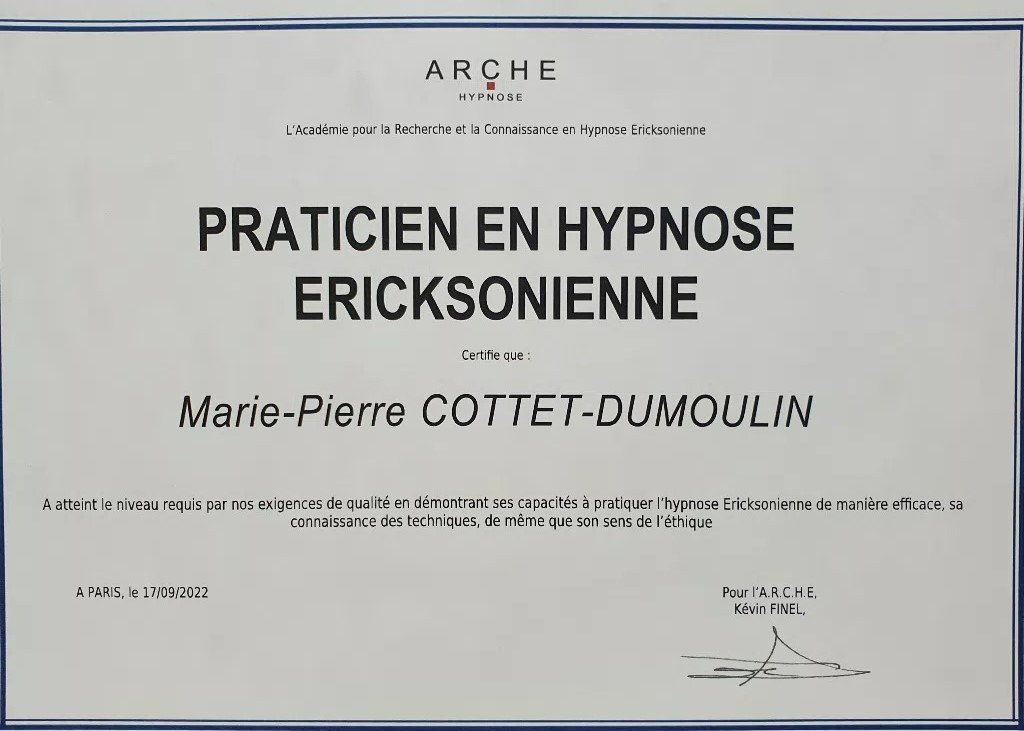 ARCHE
HYPNOSE
L'Académie pour la Recherche et la Connaissance en Hypnose Ericksonienne
PRATICIEN EN HYPNOSE
ERICKSONIENNE
Certifie que :
Marie-Pierre COTTET-DUMOULIN
A atteint le niveau requis par nos exigences de qualité en démontrant ses capacités à pratiquer l'hypnose Ericksonienne de manière efficace, sa
connaissance des techniques, de même que son sens de l'éthique
A PARIS, le 17/09/2022
Pour l'A.R.C.H.E,
Kévin FINEL,